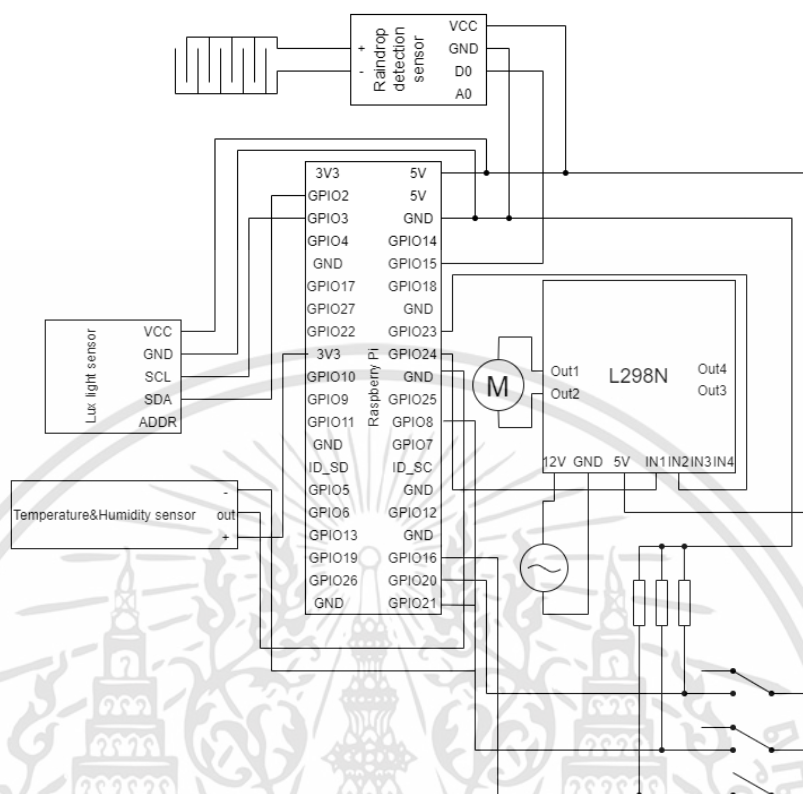 VCC
+ GND
- D0
A0
Raindrop
detection
sensor
3V3 5V
GPIO2 5V
GPIO3 GND
GPIO4 GPIO14
GND GPIO15
GPIO17 GPIO18
GPIO27 GND
GPIO22 GPIO23
3V3 GPIO24
GPIO10 GND
GPIO9 GPIO25
GPIO11 GPIO8
GND GPIO7
ID_SD ID_SC
GPIO5 GND
GPIO6 GPIO12
GPIO13 GND
GPIO19 GPIO16
GPIO26 GPIO20
GND GPIO21
Raspberry Pi
Lux light sensor
VCC
GND
SCL
SDA
ADDR
-
Temperature&Humidity sensor out
+
M
Out1
Out2
L298N
Out4
Out3
12V GND 5V IN1 IN2 IN3 IN4